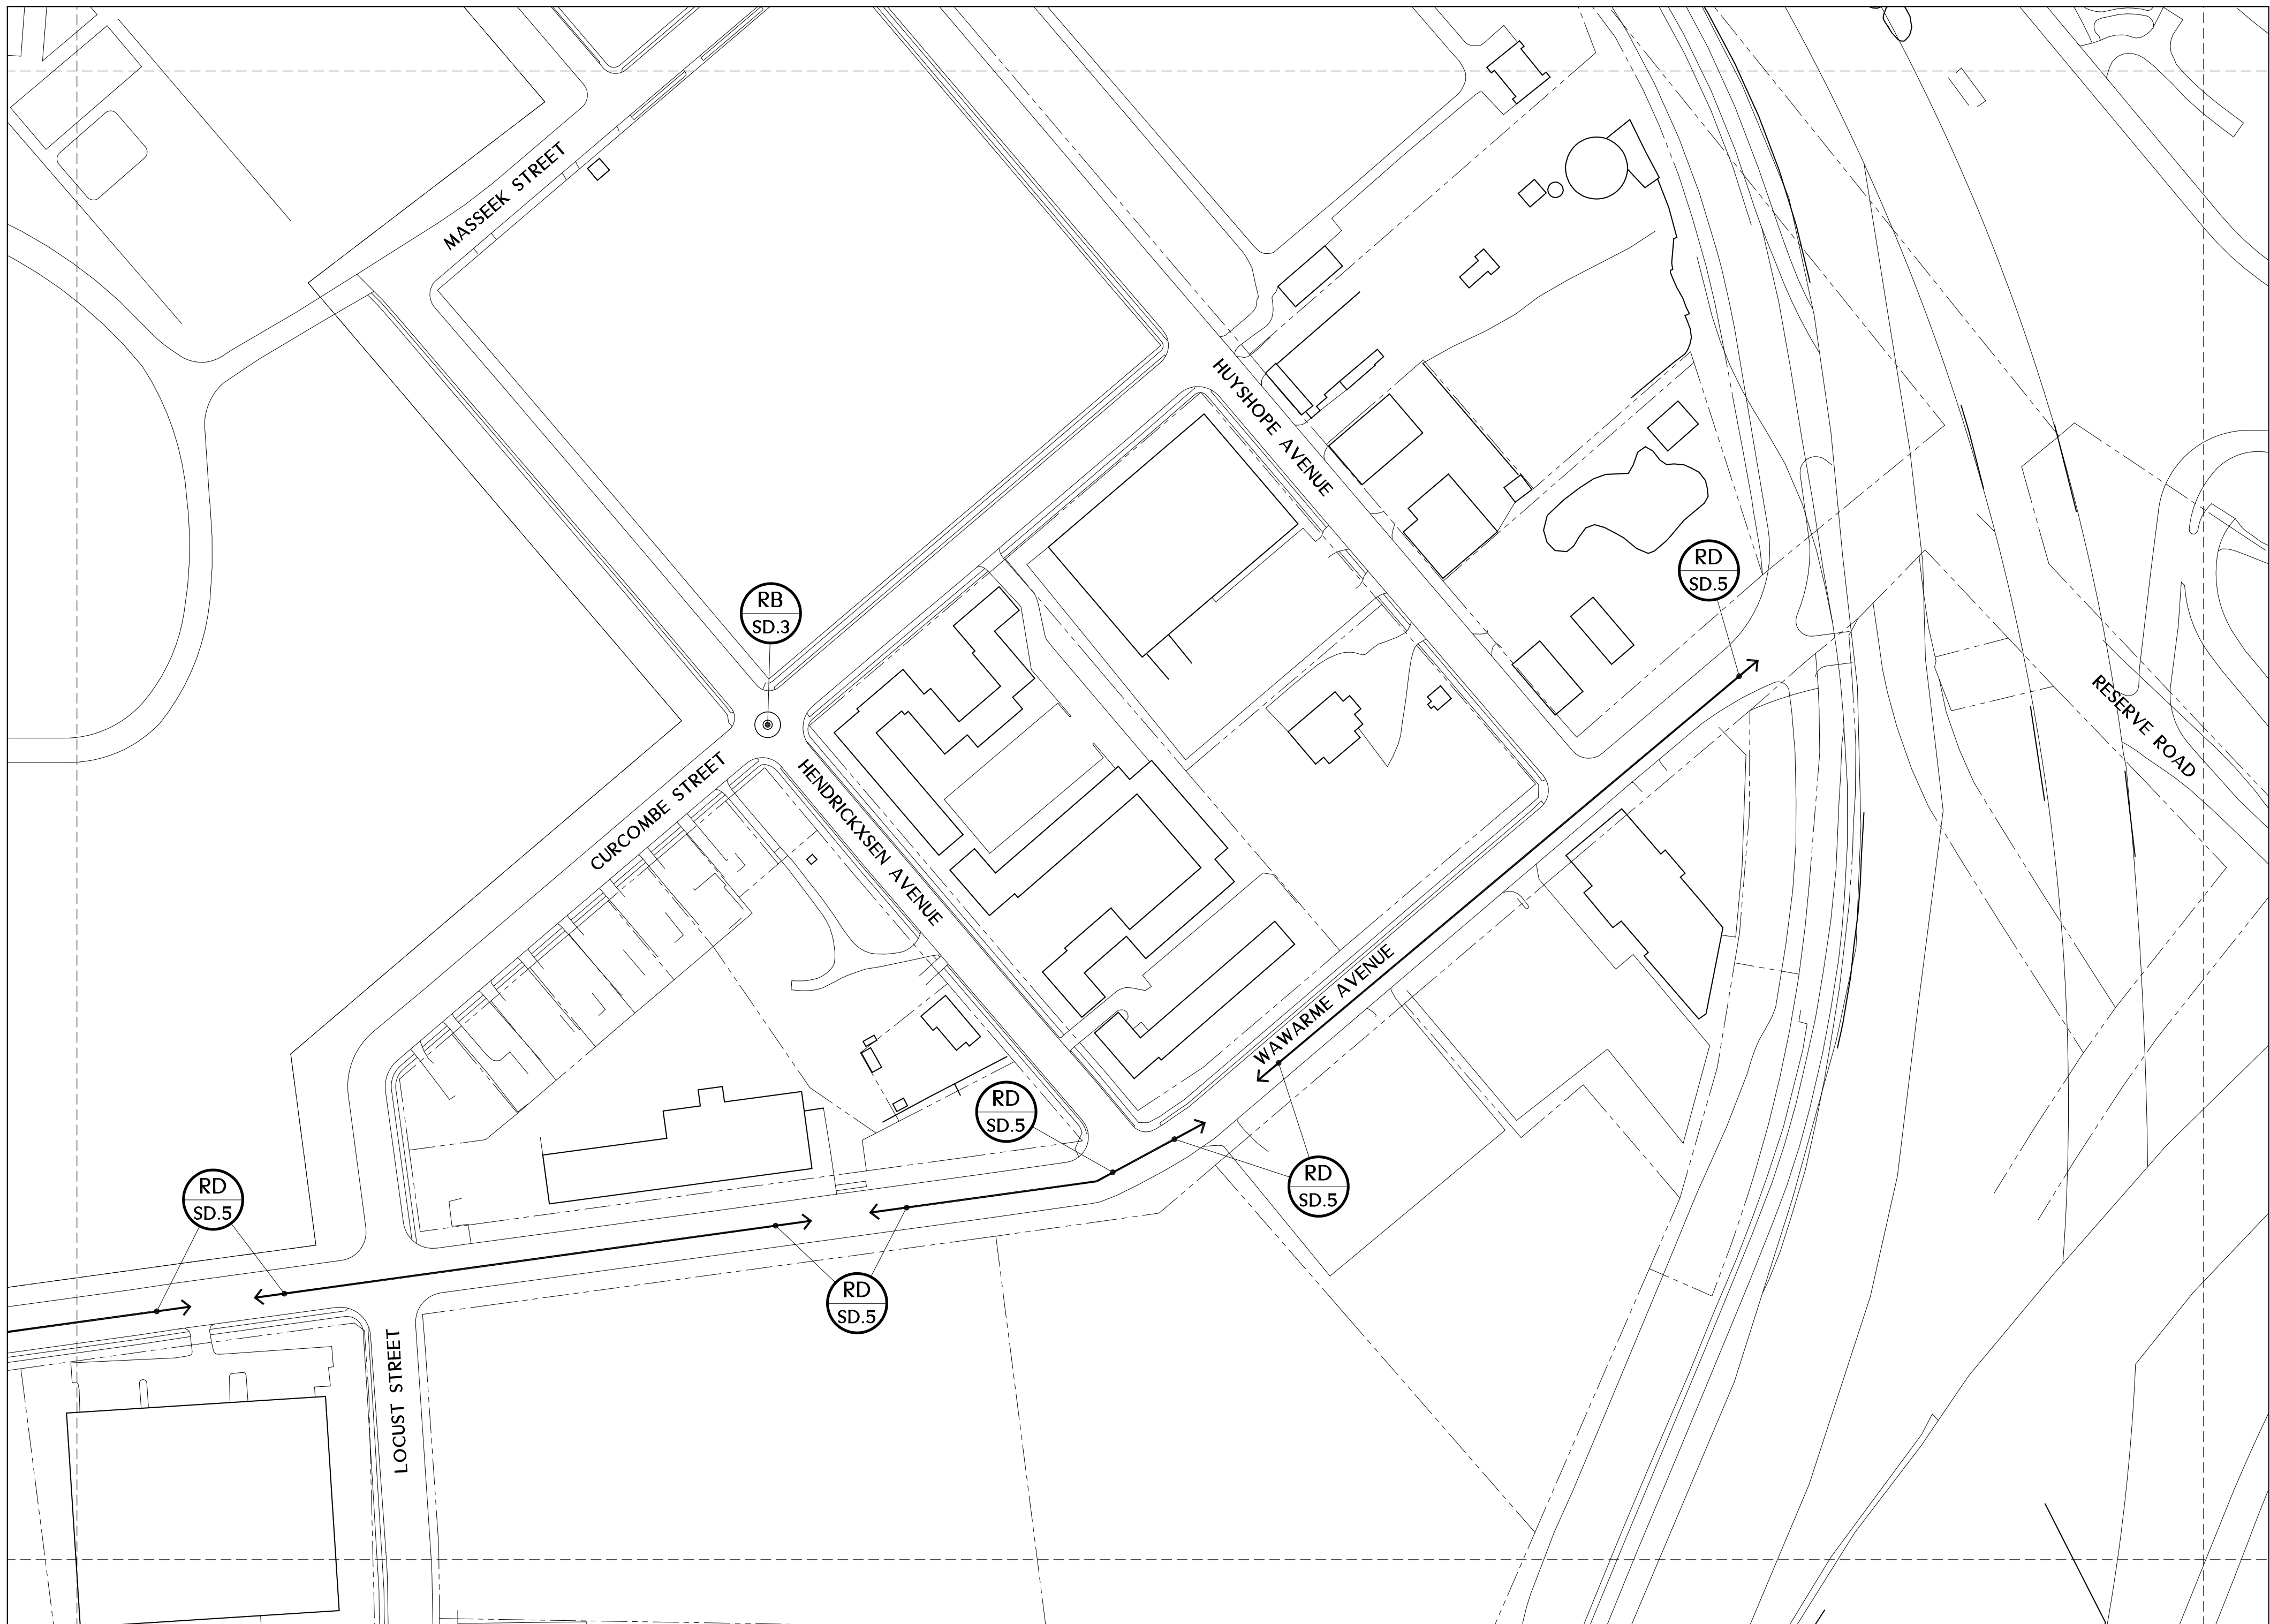 MASSEEK STREET
HUYSHOPE AVENUE
RD
SD.5
RB
SD.3
RESERVE ROAD
CURCOMBE STREET
HENDRICKXSEN AVENUE
WAWARME AVENUE
RD
SD.5
RD
SD.5
RD
SD.5
RD
SD.5
LOCUST STREET